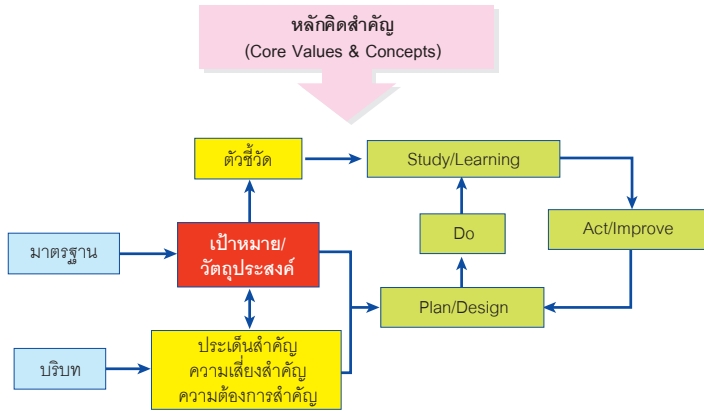 หลักคิดสำคัญ
(Core Values & Concepts)
ตัวชี้วัด
Study/Learning
มาตรฐาน
เป้าหมาย/
วัตถุประสงค์
Do
Act/Improve
Plan/Design
บริบท
ประเด็นสำคัญ
ความเสี่ยงสำคัญ
ความต้องการสำคัญ